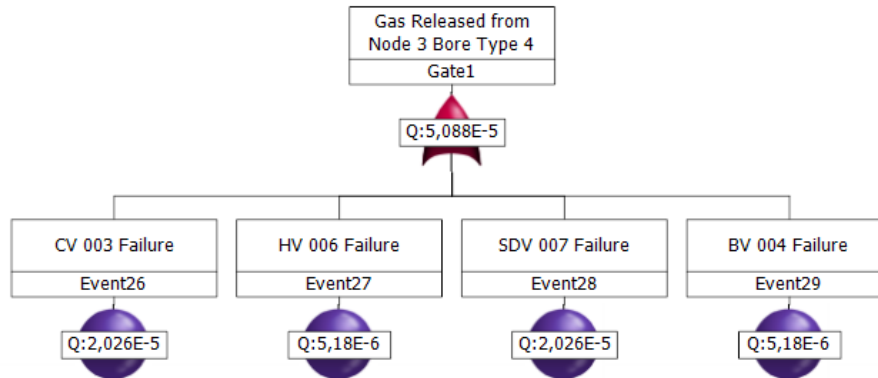 Gas Released from
Node 3 Bore Type 4
Gate1
Q:5,088E-5
CV 003 Failure
HV 006 Failure
SDV 007 Failure
BV 004 Failure
Event26
Event27
Event28
Event29
Q:2,026E-5
Q:5,18E-6
Q:2,026E-5
Q:5,18E-6